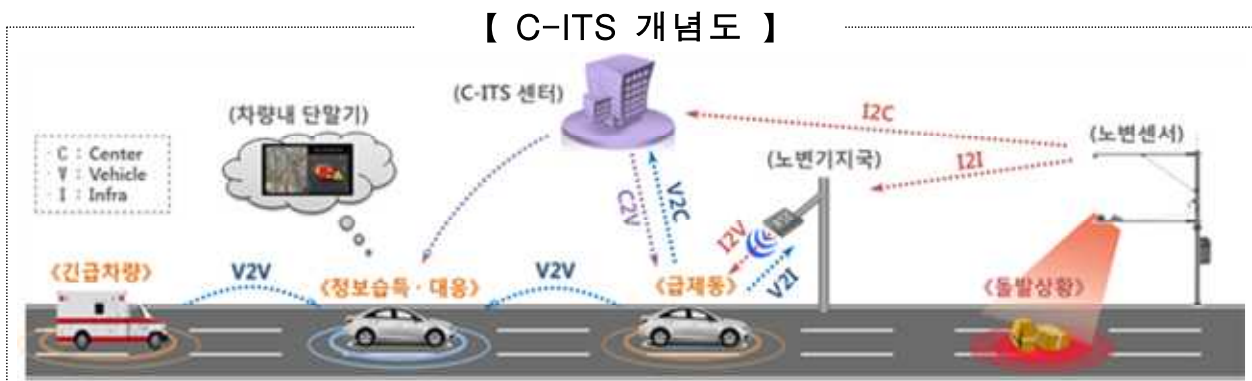 【 C-ITS 개념도 】
(C-ITS 센터)
(차량내 단말기)
I2C
(노변센서)
· C : Center
· V : Vehicle
· I : Infra
(노변기지국)
I2I
C2V
V2C
I2V
V2I
《긴급차량》
V2V
《정보습득 · 대응》
V2V
《급제동》
《돌발상황》